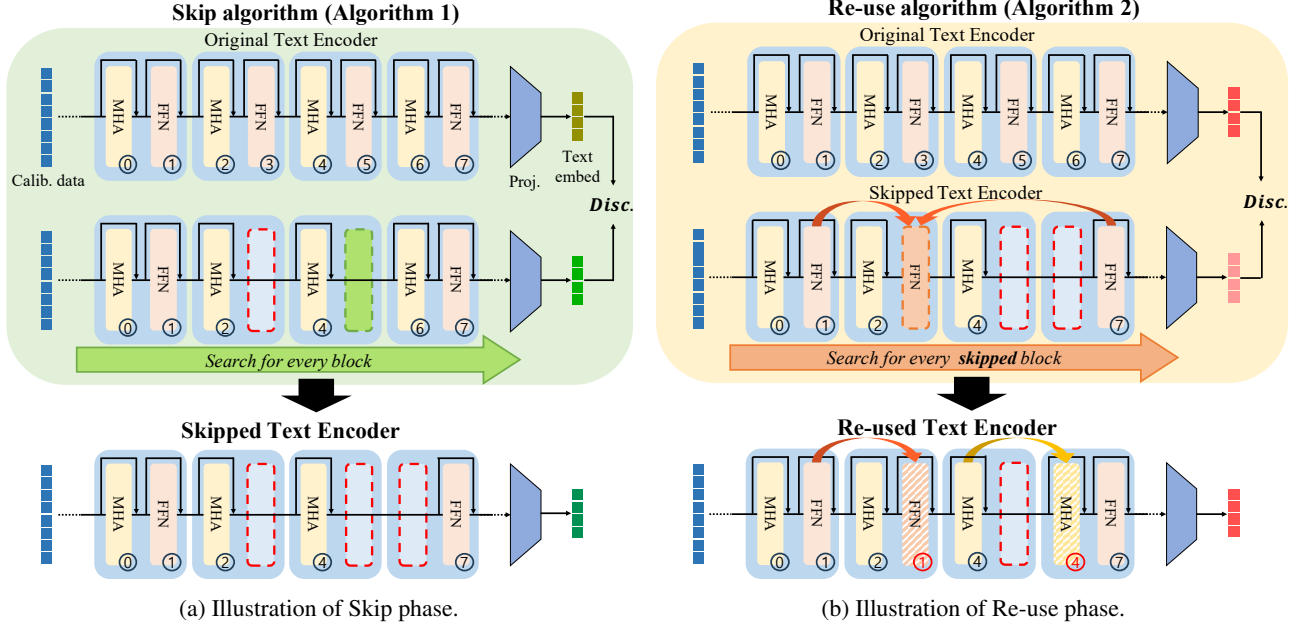 Skip algorithm (Algorithm 1)
Original Text Encoder
MHA FFN MHA FFN MHA FFN MHA FFN
0 1 2 3 4 5 6 7
Calib. data
Proj.
Text
embed
Disc.
MHA FFN MHA MHA MHA FFN
0 1 2 4 6 7
Search for every block
Skipped Text Encoder
MHA FFN MHA MHA FFN
0 1 2 4 7
(a) Illustration of Skip phase.
Re-use algorithm (Algorithm 2)
Original Text Encoder
MHA FFN MHA FFN MHA FFN MHA FFN
0 1 2 3 4 5 6 7
Skipped Text Encoder
Disc.
MHA FFN MHA FFN MHA FFN
0 1 2 4 7
Search for every skipped block
Re-used Text Encoder
MHA FFN MHA FFN MHA MHA FFN
0 1 2 1 4 4 7
(b) Illustration of Re-use phase.